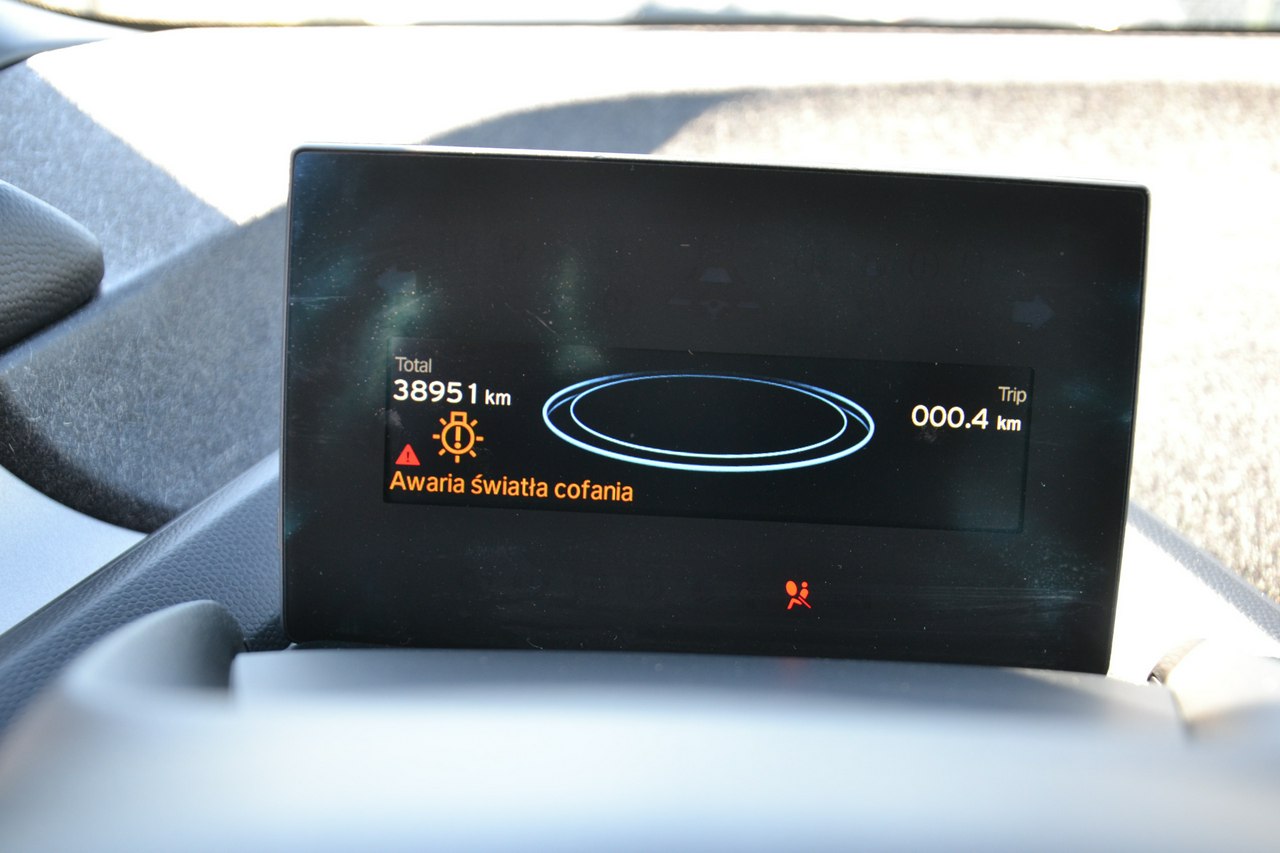 Total
38951 km
Trip
000.4 km
Awaria światła cofania